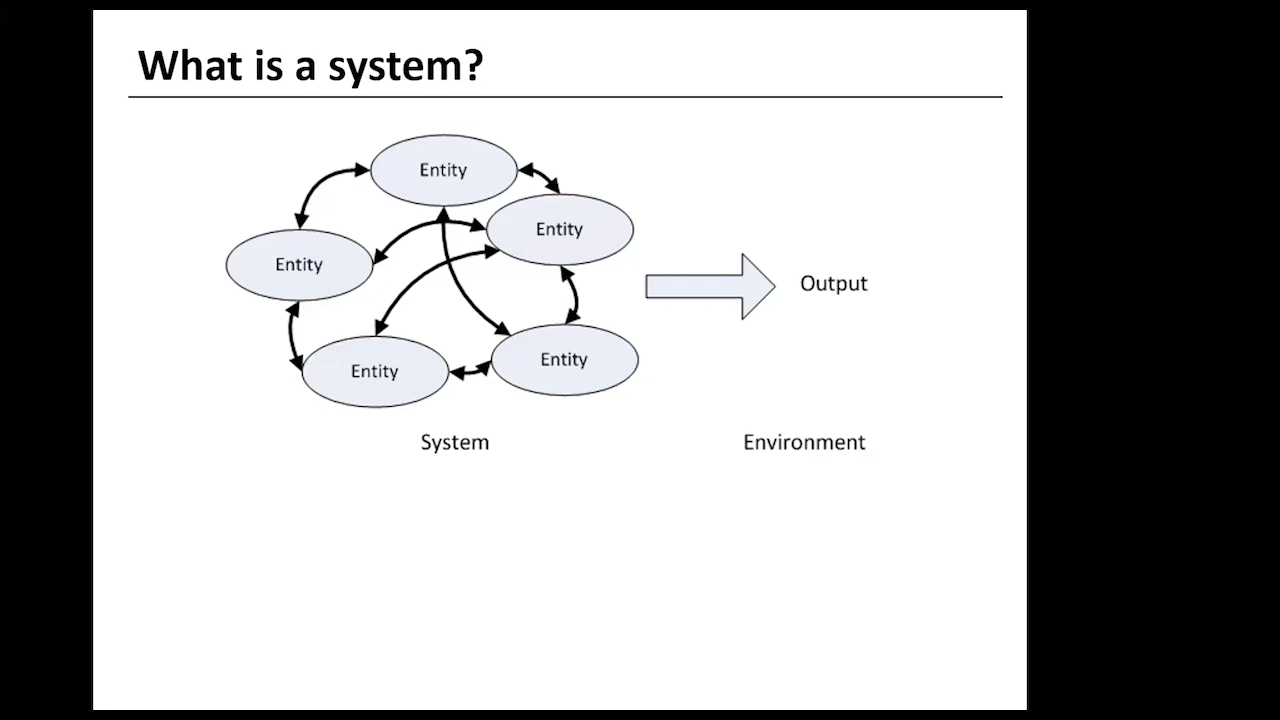 What is a system?
Entity
Entity
Entity
Entity
Entity
Output
System
Environment